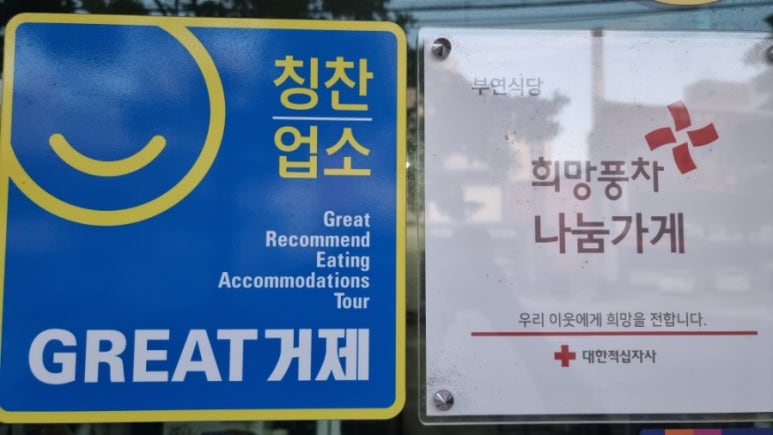 칭찬
업소
Great
Recommend
Eating
Accommodations
Tour
GREAT거제
부연식당
희망풍차
나눔가게
우리 이웃에게 희망을 전합니다.
대한적십자사